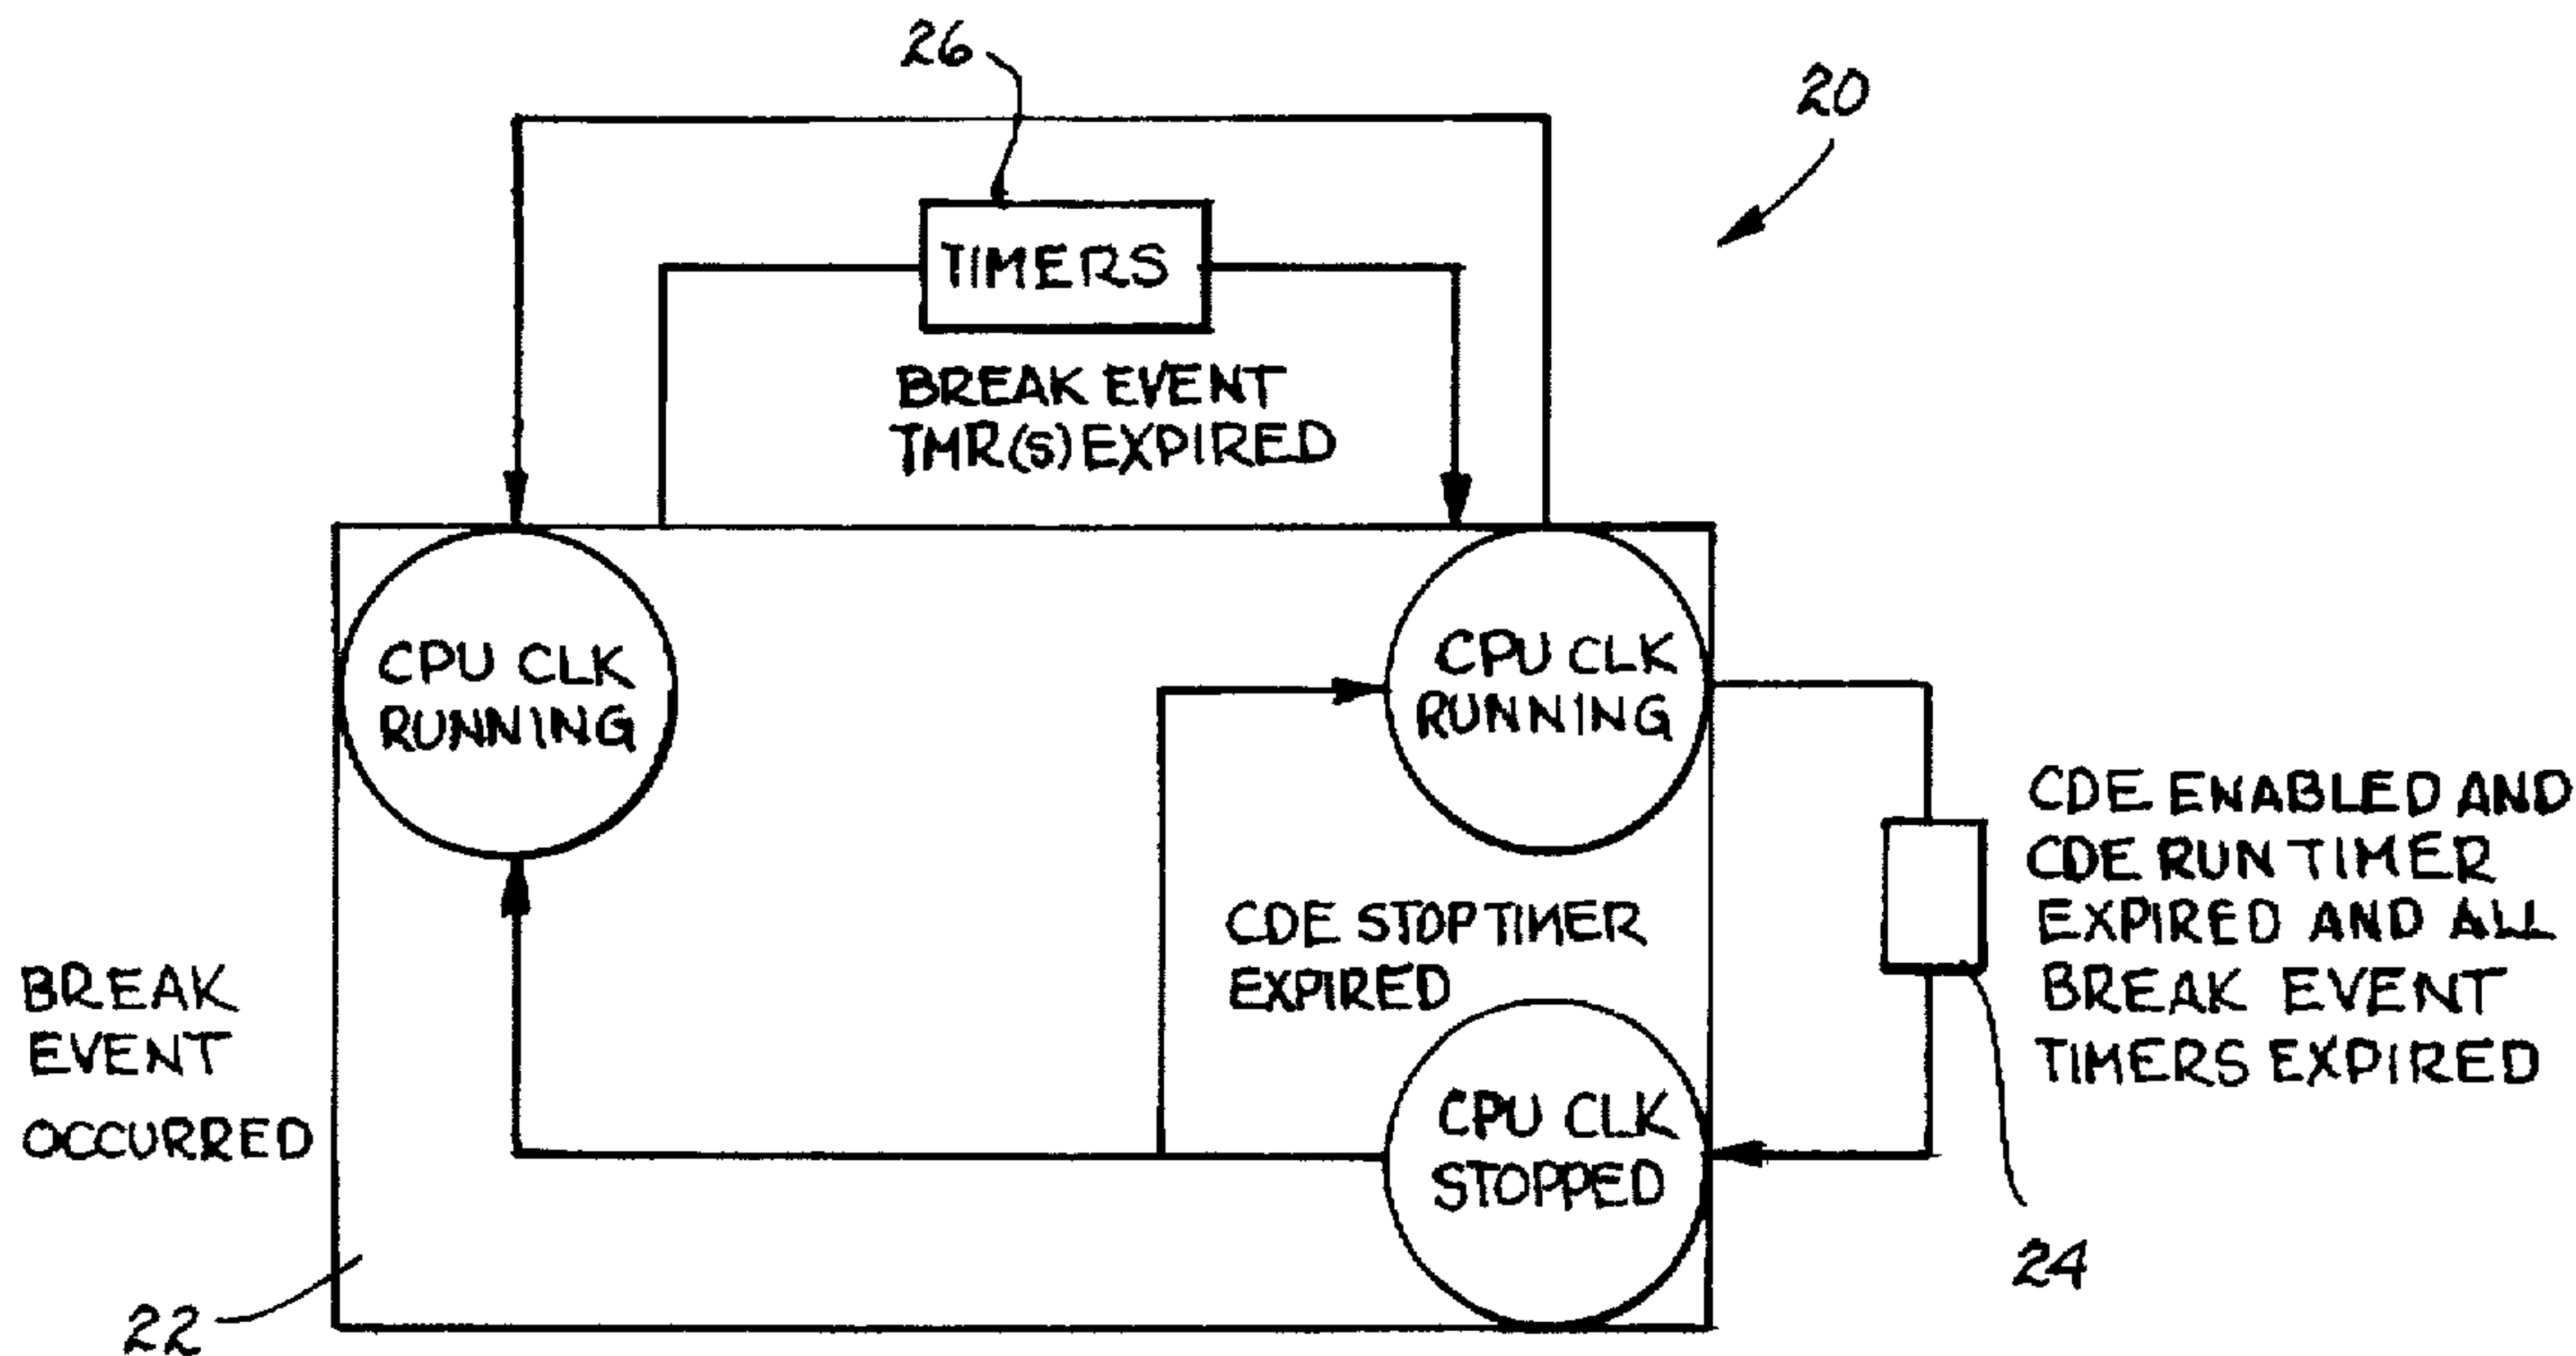 26
20
TIMERS
BREAK EVENT
TMR(S) EXPIRED
CPU CLK
RUNNING
CPU CLK
RUNNING
CDE ENABLED AND
CDE RUN TIMER
EXPIRED AND ALL
BREAK EVENT
TIMERS EXPIRED
CDE STOP TIMER
EXPIRED
BREAK
EVENT
OCCURRED
CPU CLK
STOPPED
24
22